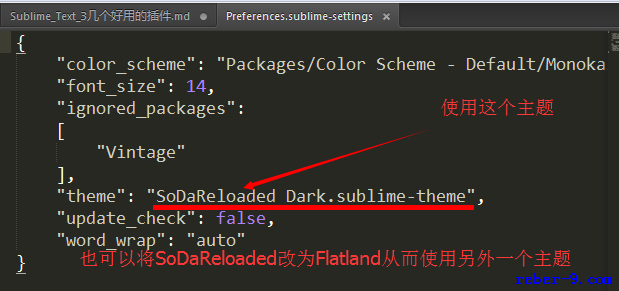 Sublime_Text_3几个好用的插件.md
Preferences.sublime-settings
{
"color_scheme": "Packages/Color Scheme - Default/Monoka
"font_size": 14,
"ignored_packages":
[
"Vintage"
],
"theme": "SoDaReloaded Dark.sublime-theme",
"update_check": false,
"word_wrap": "auto"
}
使用这个主题
也可以将SoDaReloaded改为Flatland从而使用另外一个主题